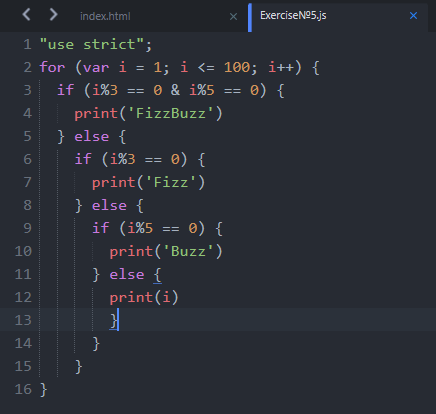 index.html × ExerciseNº5.js ×
1 "use strict";
2 for (var i = 1; i <= 100; i++) {
3   if (i%3 == 0 & i%5 == 0) {
4     print('FizzBuzz')
5   } else {
6     if (i%3 == 0) {
7       print('Fizz')
8     } else {
9       if (i%5 == 0) {
10         print('Buzz')
11       } else {
12         print(i)
13         }
14       }
15     }
16 }